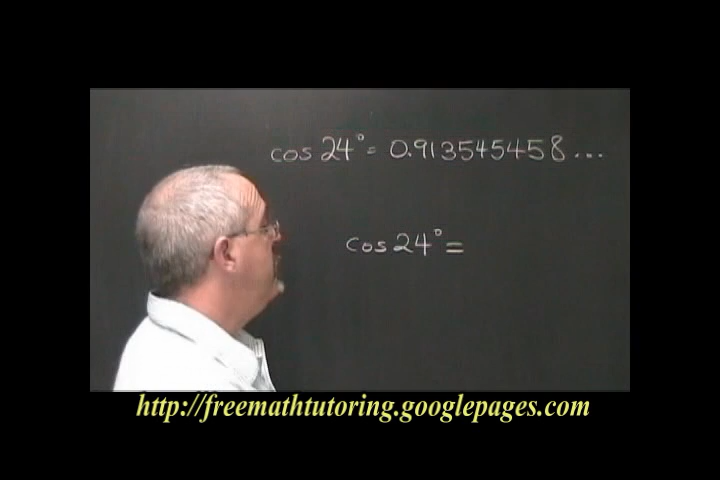 cos 24° = 0.913545458...
cos 24° =
http://freemathtutoring.googlepages.com